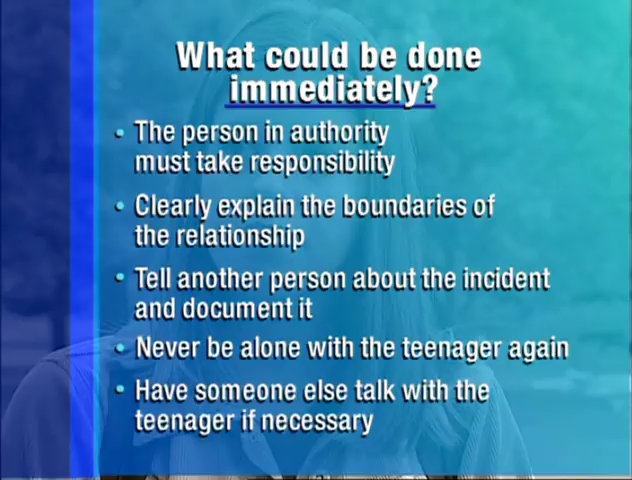 What could be done
immediately?
• The person in authority
must take responsibility
• Clearly explain the boundaries of
the relationship
• Tell another person about the incident
and document it
• Never be alone with the teenager again
• Have someone else talk with the
teenager if necessary